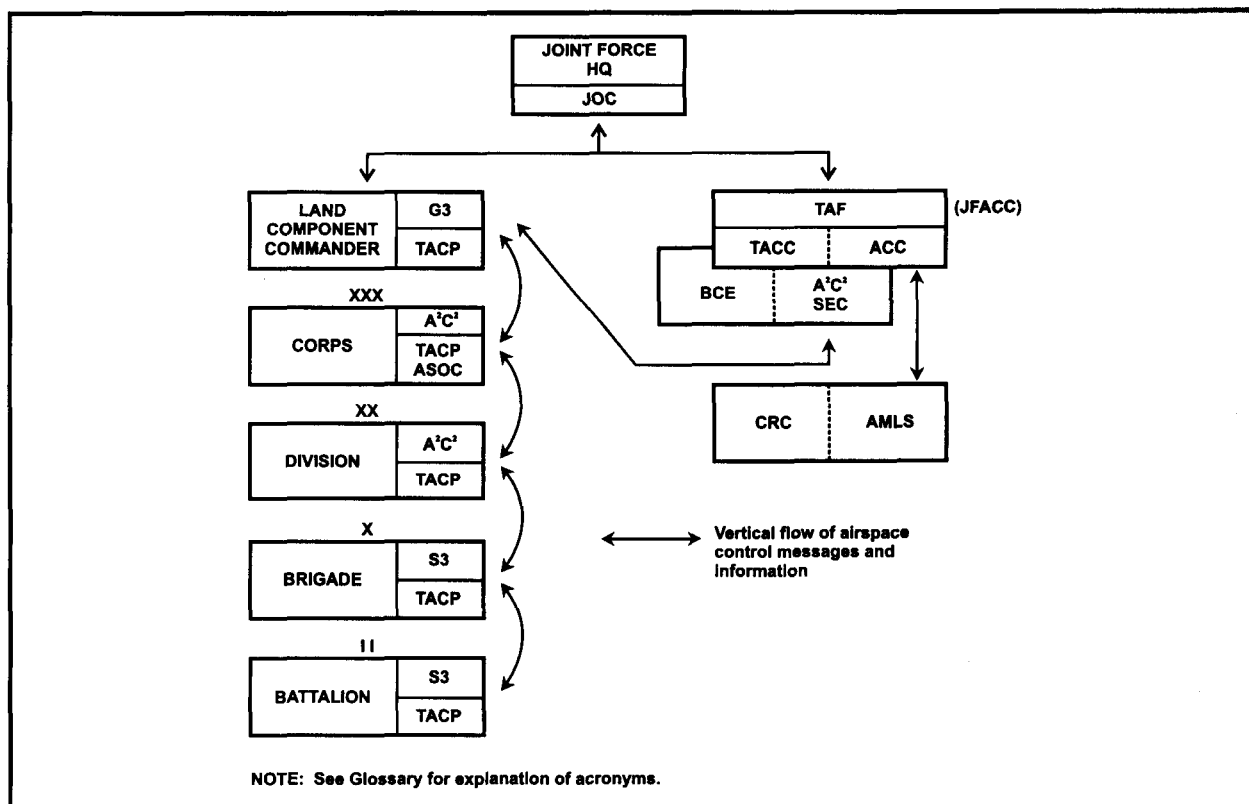 JOINT FORCE
HQ
JOC
LAND
COMPONENT
COMMANDER
G3
TACP
TAF
(JFACC)
TACC
ACC
BCE
A²C²
SEC
XXX
CORPS
A²C²
TACP
ASOC
CRC
AMLS
XX
DIVISION
A²C²
TACP
X
BRIGADE
S3
TACP
Vertical flow of airspace
control messages and
information
II
BATTALION
S3
TACP
NOTE: See Glossary for explanation of acronyms.